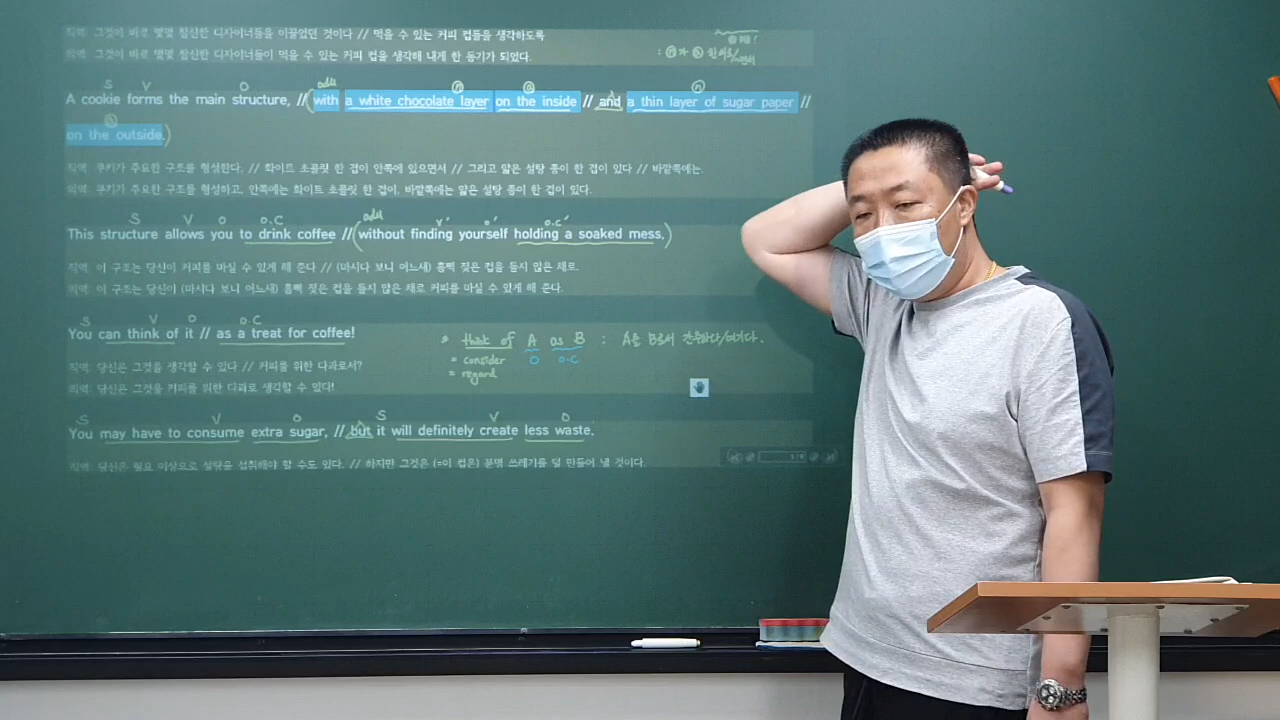 직역: 그것이 바로 몇몇 참신한 디자이너들을 이끌었던 것이다 // 먹을 수 있는 커피 컵들을 생각하도록
의역: 그것이 바로 몇몇 참신한 디자이너들이 먹을 수 있는 커피 컵을 생각해 내게 한 동기가 되었다.
S V O adv ⓝ ⓐ ⓝ
A cookie forms the main structure, //(with a white chocolate layer on the inside // and a thin layer of sugar paper //
ⓐ
on the outside.)
직역: 쿠키가 주요한 구조를 형성한다. // 화이트 초콜릿 한 겹이 안쪽에 있으면서 // 그리고 얇은 설탕 종이 한 겹이 있다 // 바깥쪽에는.
의역: 쿠키가 주요한 구조를 형성하고, 안쪽에는 화이트 초콜릿 한 겹이, 바깥쪽에는 얇은 설탕 종이 한 겹이 있다.
S V O O.C adv V' O' O.C'
This structure allows you to drink coffee //(without finding yourself holding a soaked mess.)
직역: 이 구조는 당신이 커피를 마실 수 있게 해 준다 // (마시다 보니 어느새) 흠뻑 젖은 컵을 들지 않은 채로.
의역: 이 구조는 당신이 (마시다 보니 어느새) 흠뻑 젖은 컵을 들지 않은 채로 커피를 마실 수 있게 해 준다.
S V O O.C
You can think of it // as a treat for coffee!
think of A as B : A를 B로서 간주하다/여기다.
= consider O O.C
= regard
직역: 당신은 그것을 생각할 수 있다 // 커피를 위한 다과로서?
의역: 당신은 그것을 커피를 위한 다과로 생각할 수 있다!
S V O S V O
You may have to consume extra sugar, // but it will definitely create less waste.
직역: 당신은 필요 이상으로 설탕을 섭취해야 할 수도 있다. // 하지만 그것은 (=이 컵은) 분명 쓰레기를 덜 만들어 낼 것이다.